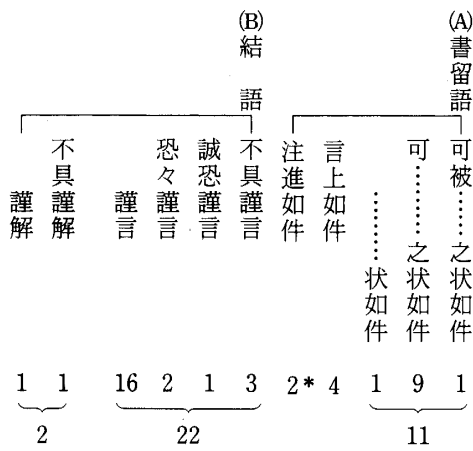 (A)書留語
可被………之状如件 1
可………之状如件 9
………状如件 1
11
言上如件 4
注進如件 2*
(B)結 語
不具謹言 3
誠恐謹言 1
恐々謹言 2
謹言 16
22
不具謹解 1
謹解 1
2